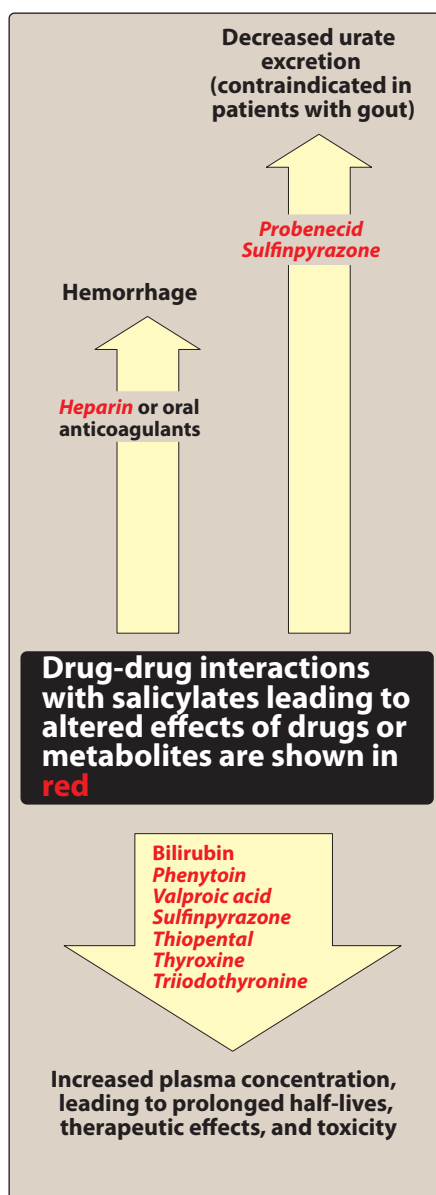 Decreased urate
excretion
(contraindicated in
patients with gout)
Probenecid
Sulfinpyrazone
Hemorrhage
Heparin or oral
anticoagulants
Drug-drug interactions
with salicylates leading to
altered effects of drugs or
metabolites are shown in
red
Bilirubin
Phenytoin
Valproic acid
Sulfinpyrazone
Thiopental
Thyroxine
Triiodothyronine
Increased plasma concentration,
leading to prolonged half-lives,
therapeutic effects, and toxicity